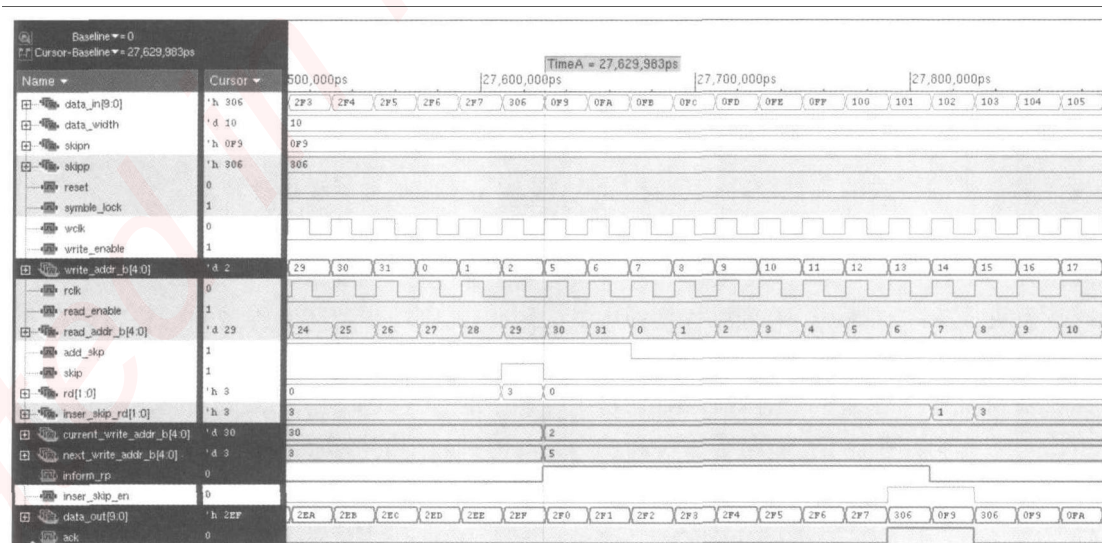 Baseline▼= 0
Cursor-Baseline▼= 27,629,983ps
TimeA = 27,629,983ps
Name▼ Cursor▼ 500,000ps 27,600,000ps 27,700,000ps 27,800,000ps
data_in[9:0] 'h 306 2F3 2F4 2F5 2F6 2F7 306 0F9 0FA 0FB 0FC 0FD 0FE 0FF 100 101 102 103 104 105
data_width 'd 10 10
skipn 'h 0F9 0F9
skipp 'h 306 306
reset 0
symble_lock 1
wclk 0
write_enable 1
write_addr_b[4:0] 'd 2 29 30 31 0 1 2 5 6 7 8 9 10 11 12 13 14 15 16 17
rclk 0
read_enable 1
read_addr_b[4:0] 'd 29 24 25 26 27 28 29 30 31 0 1 2 3 4 5 6 7 8 9 10
add_skp 1
skip 1
rd[1:0] 'h 3 0 3 0
inser_skip_rd[1:0] 'h 3 3 1 3
current_write_addr_b[4:0] 'd 30 30 2
next_write_addr_b[4:0] 'd 3 3 5
inform_rp 0
inser_skip_en 0
data_out[9:0] 'h 2EF 2EA 2EB 2EC 2ED 2EE 2EF 2F0 2F1 2F2 2F3 2F4 2F5 2F6 2F7 306 0F9 306 0F9 0FA
ack 0